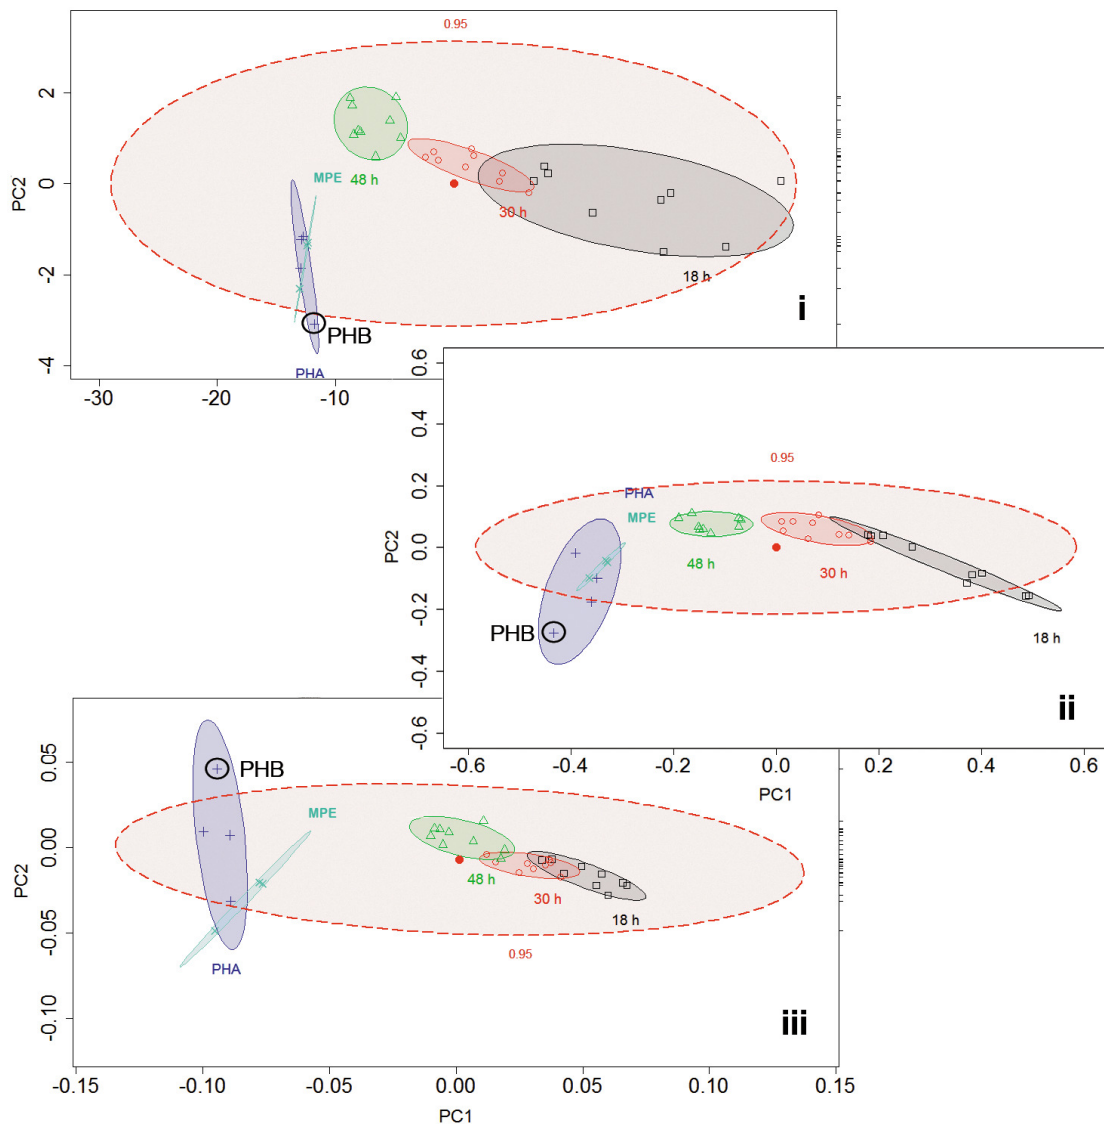 0.95
2
0
-2
-4
PC2
MPE
48 h
30 h
18 h
PHB
PHA
i
-30
-20
-10
0.6
0.4
0.2
0.0
-0.2
-0.4
-0.6
PC2
0.95
PHA
MPE
48 h
30 h
18 h
PHB
ii
-0.6
-0.4
-0.2
0.0
0.2
0.4
0.6
PC1
0.05
0.00
-0.05
-0.10
PC2
PHB
MPE
48 h
30 h
18 h
0.95
PHA
iii
-0.15
-0.10
-0.05
0.00
0.05
0.10
0.15
PC1